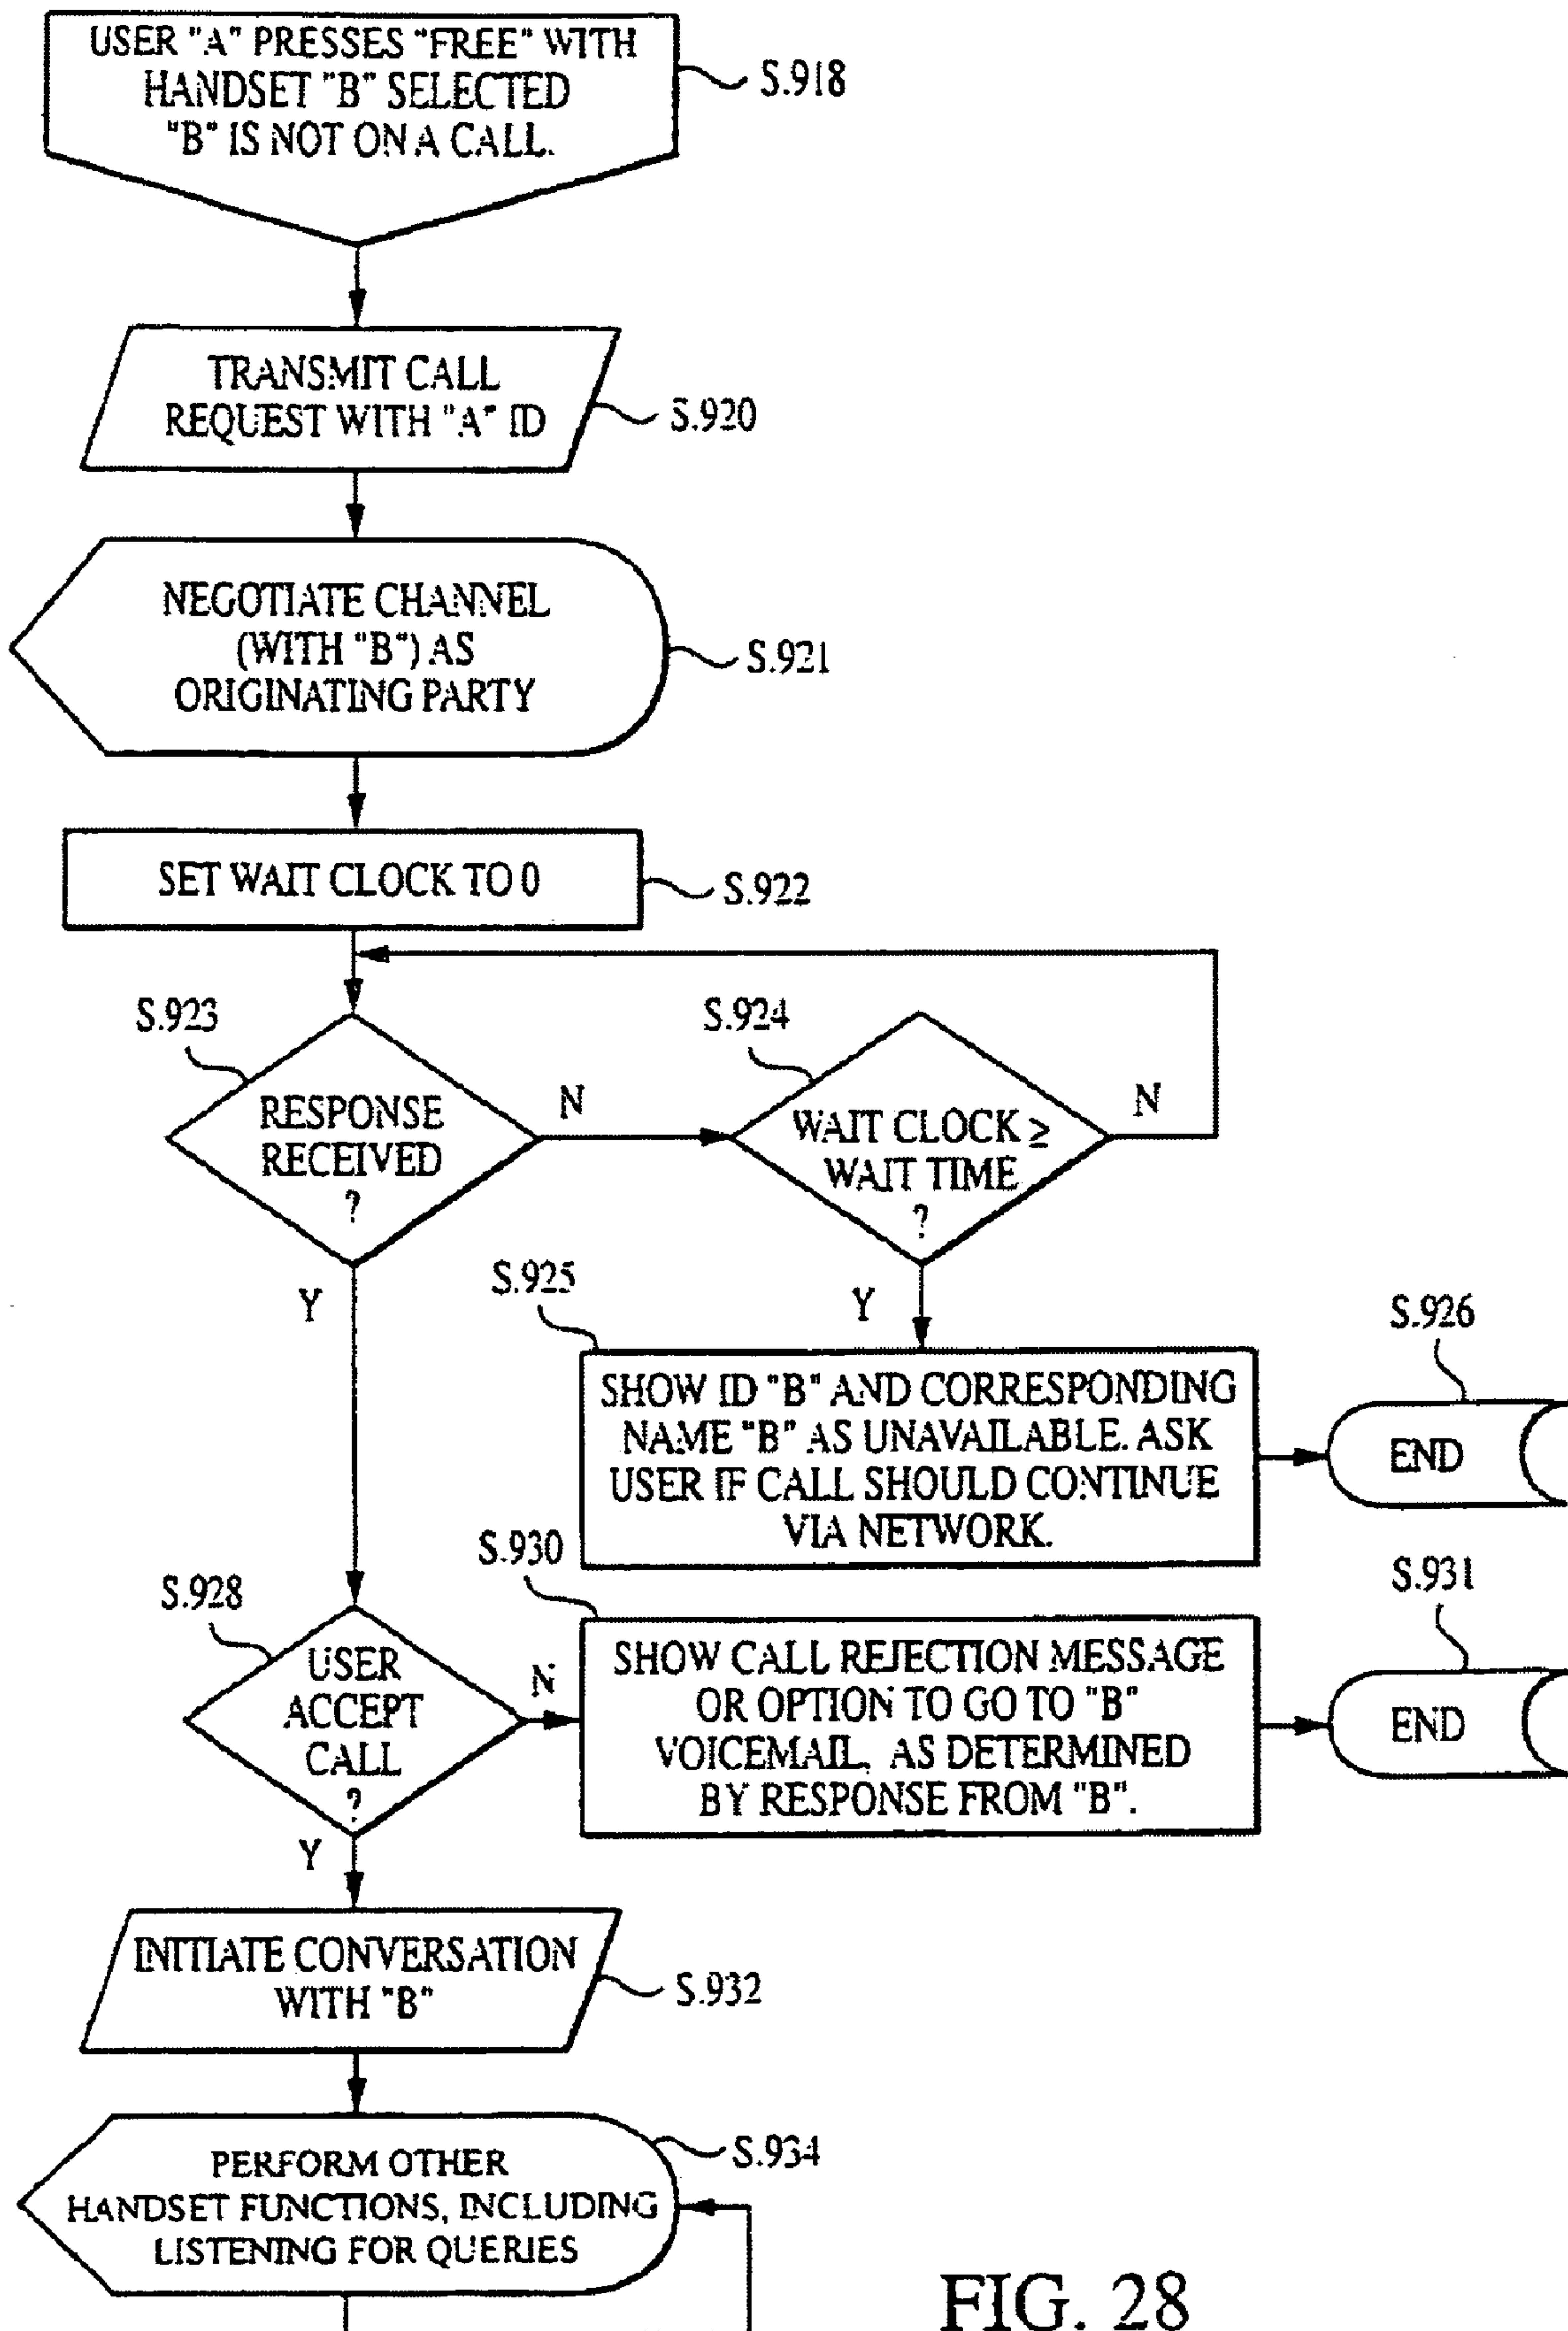 USER "A" PRESSES "FREE" WITH
HANDSET "B" SELECTED
"B" IS NOT ON A CALL.
S.918
TRANSMIT CALL
REQUEST WITH "A" ID
S.920
NEGOTIATE CHANNEL
(WITH "B") AS
ORIGINATING PARTY
S.921
SET WAIT CLOCK TO 0
S.922
S.923
RESPONSE
RECEIVED
?
N
Y
S.924
WAIT CLOCK ≥
WAIT TIME
?
N
Y
S.925
SHOW ID "B" AND CORRESPONDING
NAME "B" AS UNAVAILABLE. ASK
USER IF CALL SHOULD CONTINUE
VIA NETWORK.
S.926
END
S.928
USER
ACCEPT
CALL
?
N
Y
S.930
SHOW CALL REJECTION MESSAGE
OR OPTION TO GO TO "B"
VOICEMAIL, AS DETERMINED
BY RESPONSE FROM "B".
S.931
END
INITIATE CONVERSATION
WITH "B"
S.932
PERFORM OTHER
HANDSET FUNCTIONS, INCLUDING
LISTENING FOR QUERIES
S.934
FIG. 28